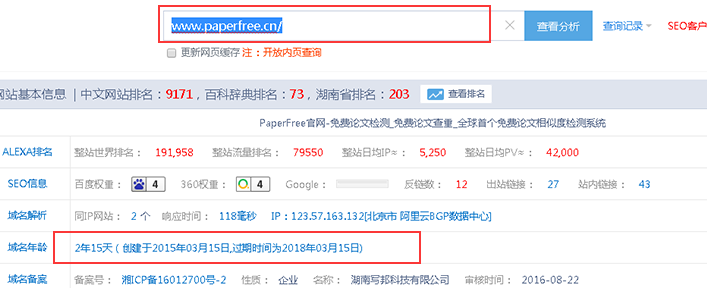 www.paperfree.cn/ × 查看分析 查询记录 SEO客户
更新网页缓存 注：开放内页查询
网站基本信息 | 中文网站排名：9171，百科辞典排名：73，湖南省排名：203 查看排名
PaperFree官网-免费论文检测_免费论文查重_全球首个免费论文相似度检测系统
ALEXA排名 整站世界排名：191,958 整站流量排名：79550 整站日均IP≈：5,250 整站日均PV≈：42,000
SEO信息 百度权重：4 360权重：4 Google： 反链数：12 出站链接：27 站内链接：43
域名解析 同IP网站：2 个 响应时间：118毫秒 IP：123.57.163.132[北京市 阿里云BGP数据中心]
域名年龄 2年15天（创建于2015年03月15日,过期时间为2018年03月15日)
域名备案 备案号：湘ICP备16012700号-2 性质：企业 名称：湖南写邦科技有限公司 审核时间：2016-08-22